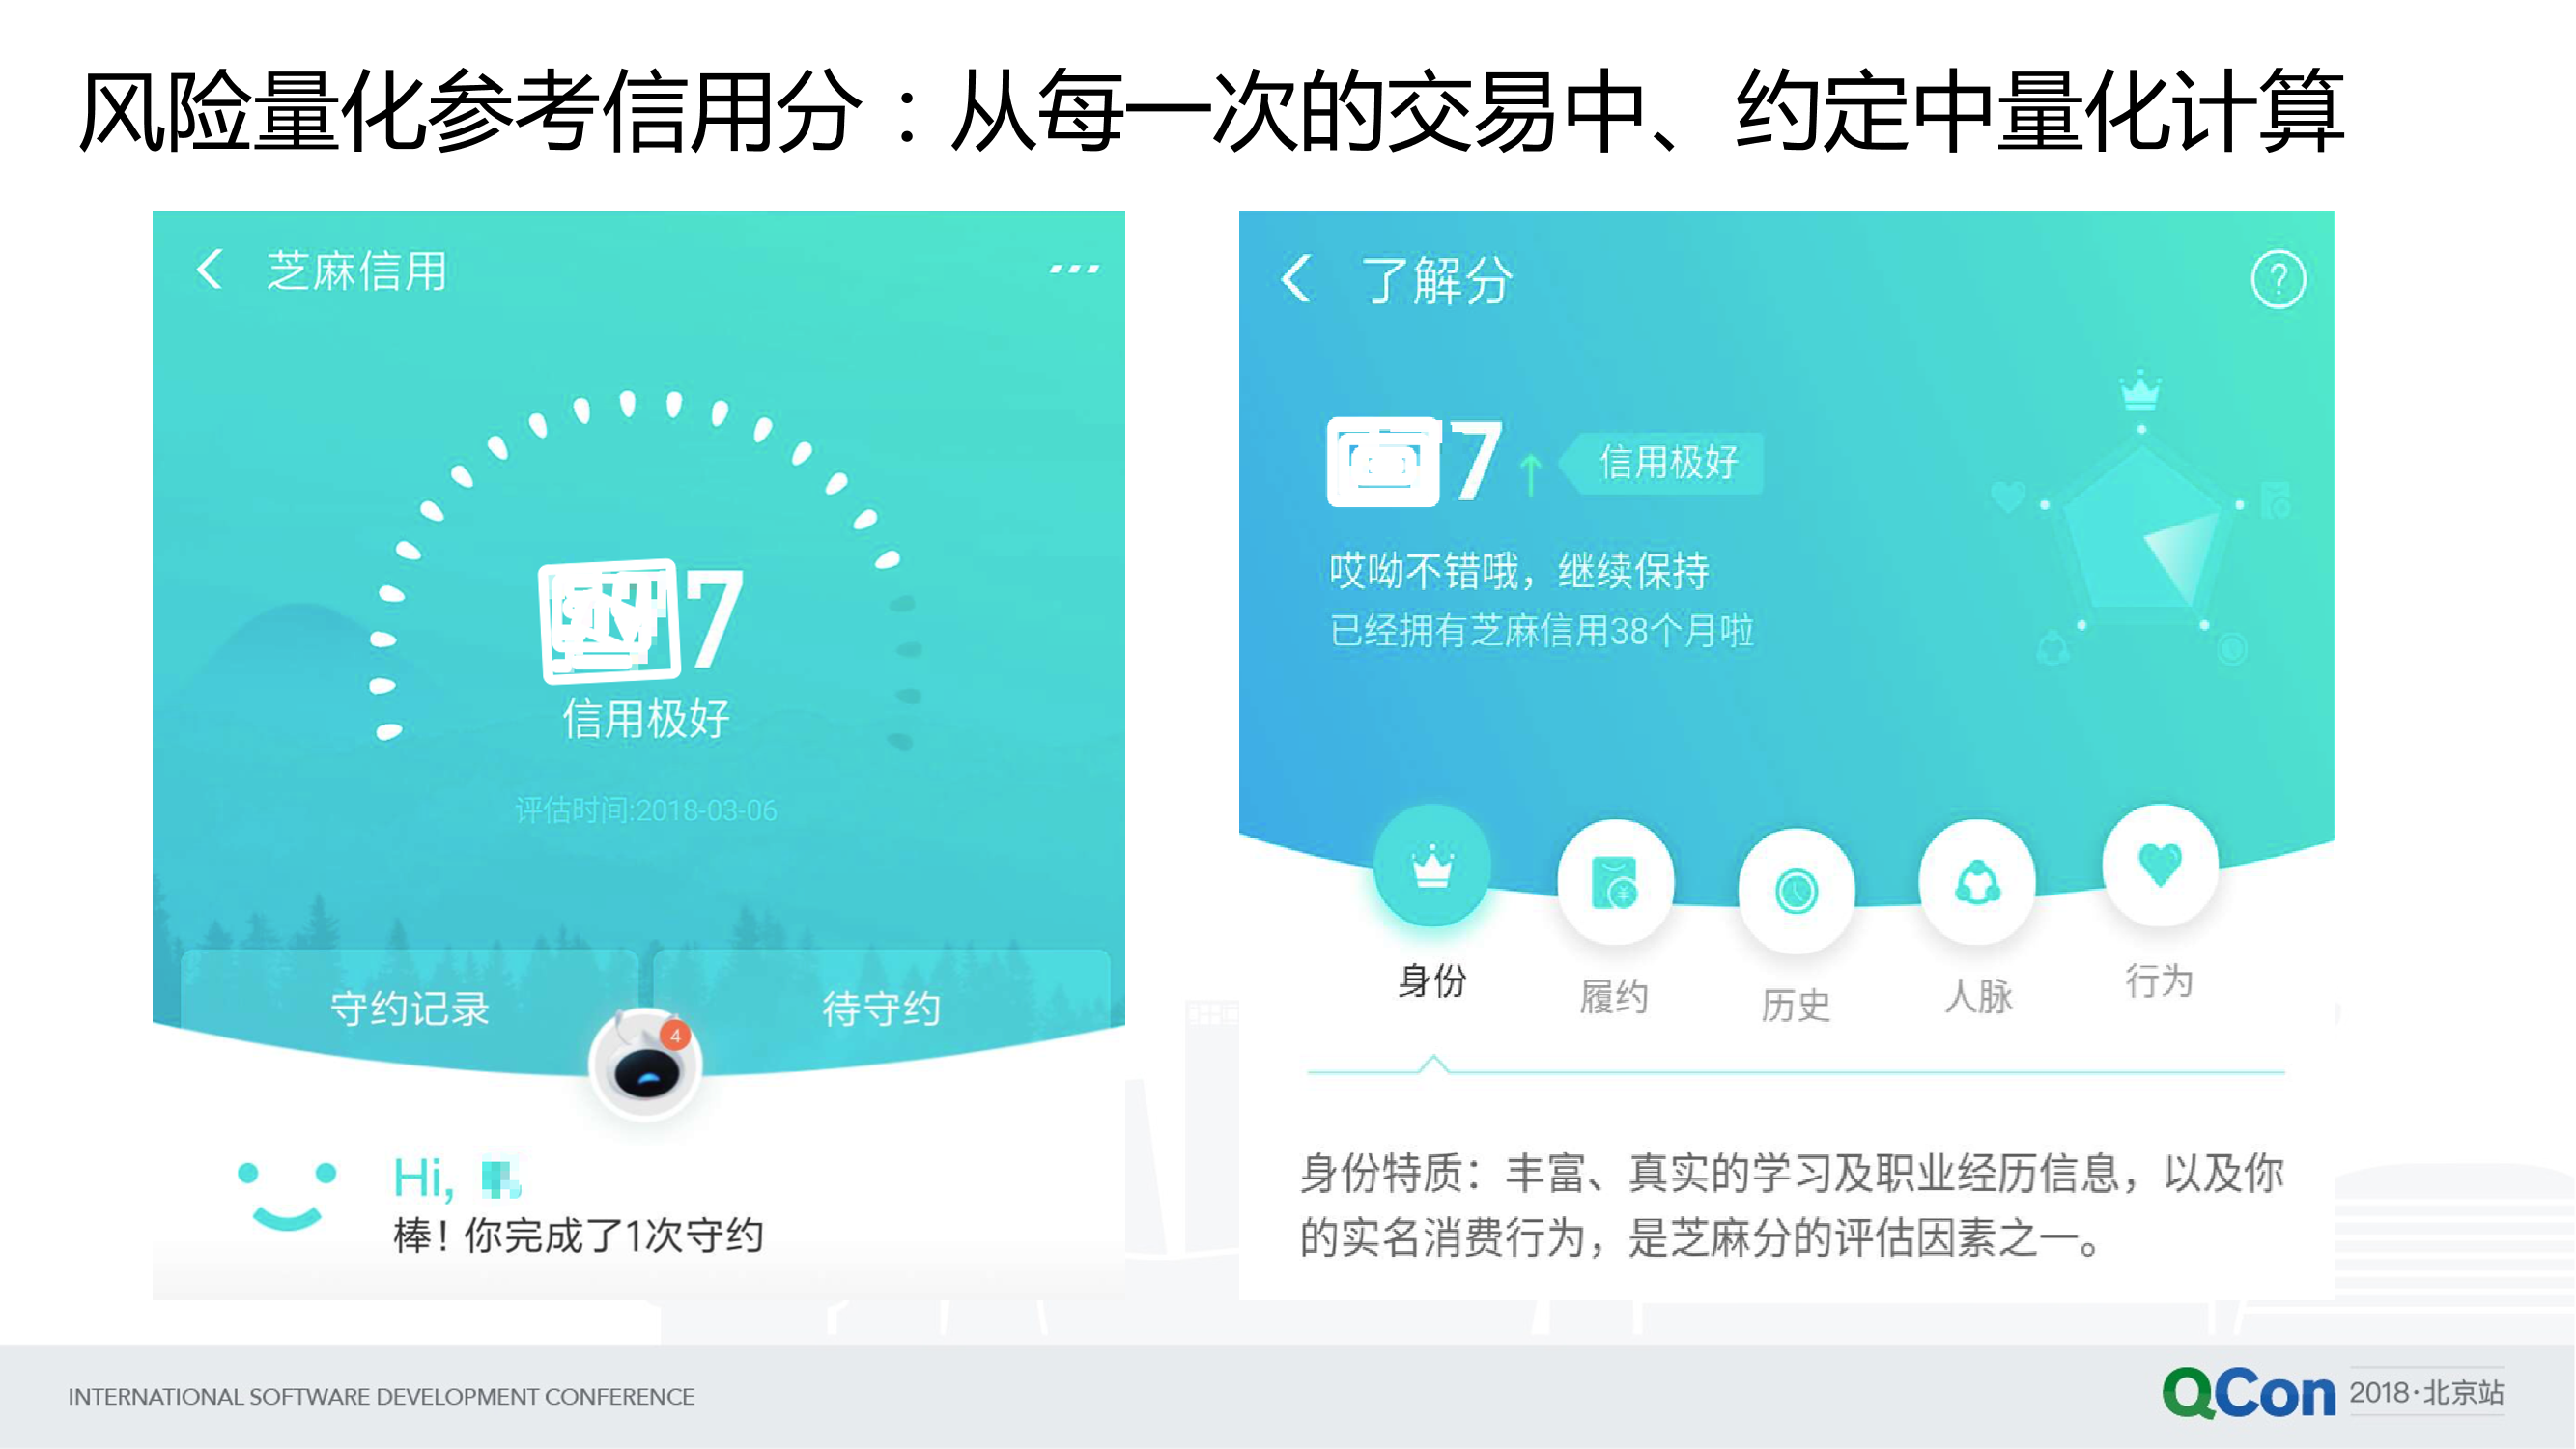 风险量化参考信用分：从每一次的交易中、约定中量化计算
芝麻信用
7
信用极好
评估时间:2018-03-06
守约记录
待守约
4
Hi,
棒！你完成了1次守约
了解分
?
7
信用极好
哎呦不错哦，继续保持
已经拥有芝麻信用38个月啦
身份
履约
历史
人脉
行为
身份特质：丰富、真实的学习及职业经历信息，以及你
的实名消费行为，是芝麻分的评估因素之一。
INTERNATIONAL SOFTWARE DEVELOPMENT CONFERENCE
QCon 2018·北京站